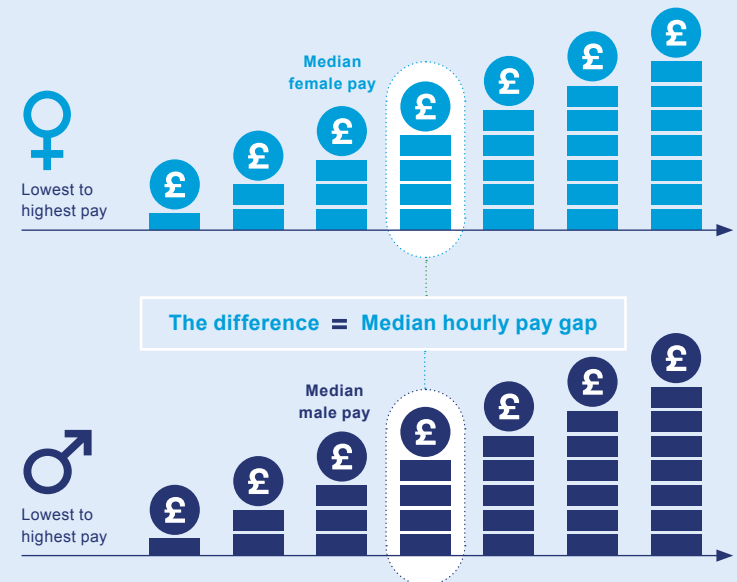 £ £ £ £ £ £ £
Median
female pay
Lowest to
highest pay
The difference = Median hourly pay gap
£ £ £ £ £ £ £
Median
male pay
Lowest to
highest pay